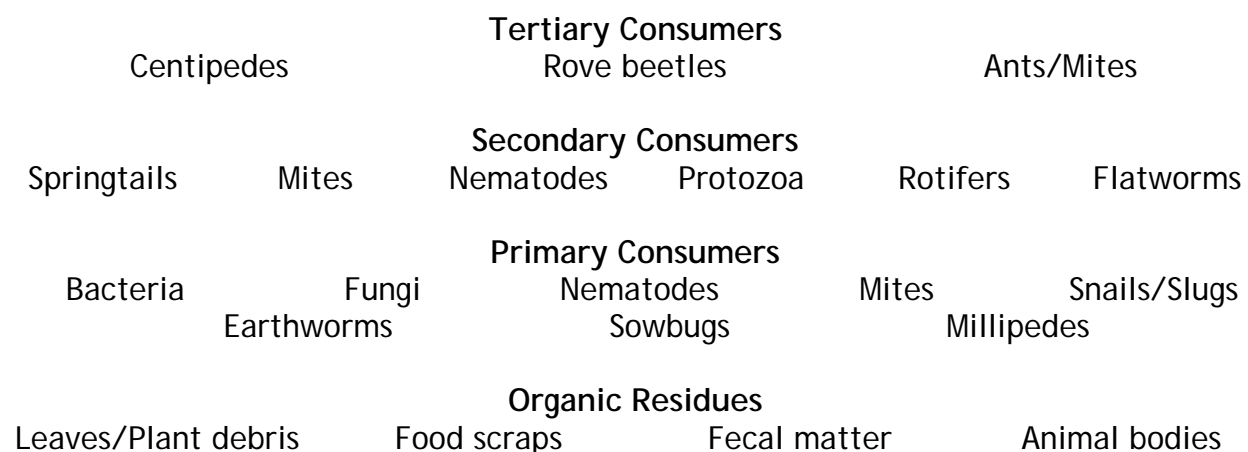 Tertiary Consumers
Centipedes Rove beetles Ants/Mites
Secondary Consumers
Springtails Mites Nematodes Protozoa Rotifers Flatworms
Primary Consumers
Bacteria Fungi Nematodes Mites Snails/Slugs
Earthworms Sowbugs Millipedes
Organic Residues
Leaves/Plant debris Food scraps Fecal matter Animal bodies